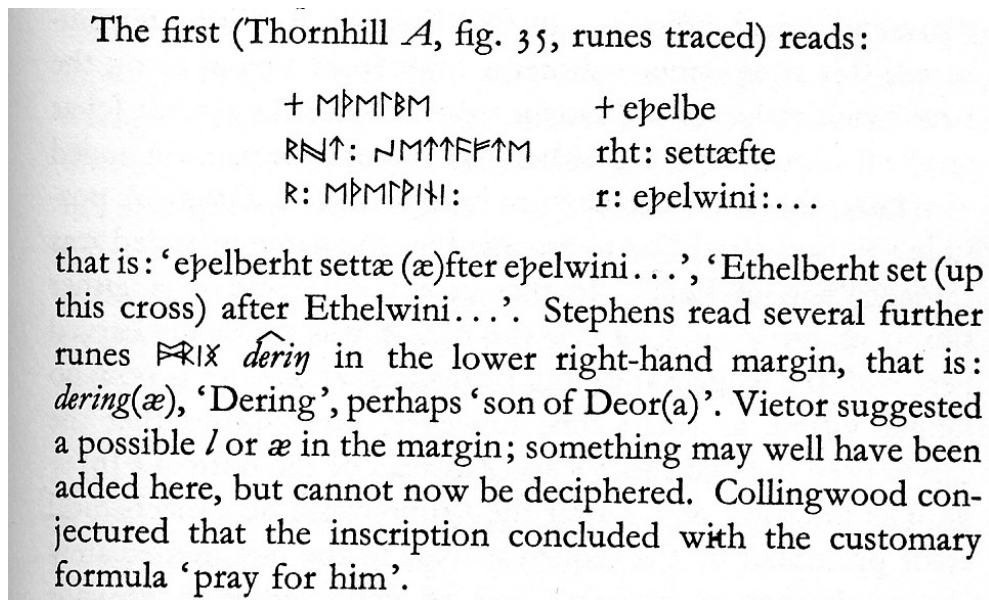 The first (Thornhill A, fig. 35, runes traced) reads:
+ ᛖᚦᛖᛚᛒᛖ + eþelbe
ᚱᚻᛏ: ᛋᛖᛏᛏᚫᚠᛏᛖ rht: settæfte
ᚱ: ᛖᚦᛖᛚᚹᛁᚾᛁ: r: eþelwini:...
that is: ‘eþelberht settæ (æ)fter eþelwini...’, ‘Ethelberht set (up
this cross) after Ethelwini...’. Stephens read several further
runes de͡riŋ in the lower right-hand margin, that is:
dering(æ), ‘Dering’, perhaps ‘son of Deor(a)’. Vietor suggested
a possible l or æ in the margin; something may well have been
added here, but cannot now be deciphered. Collingwood con-
jectured that the inscription concluded with the customary
formula ‘pray for him’.